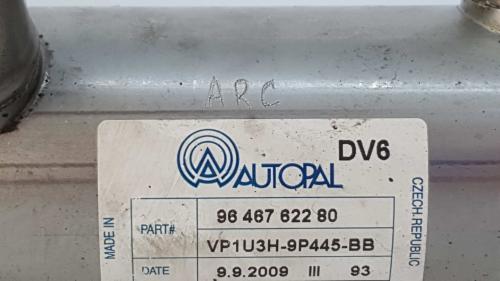 ARC
AUTOPAL
DV6
MADE IN
CZECH.REPUBLIC
96 467 622 80
PART#
VP1U3H-9P445-BB
DATE 9.9.2009 III 93